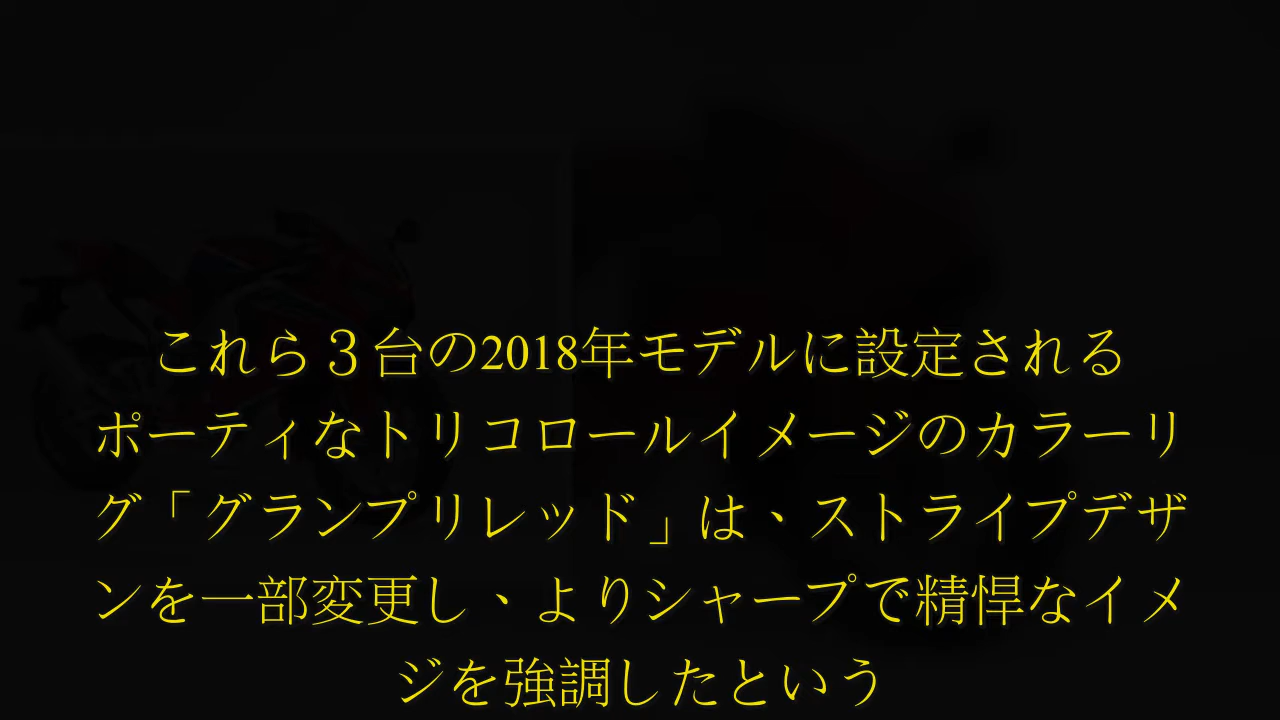 これら３台の2018年モデルに設定される
ポーティなトリコロールイメージのカラーリ
グ「グランプリレッド」は、ストライプデザ
ンを一部変更し、よりシャープで精悍なイメ
ジを強調したという